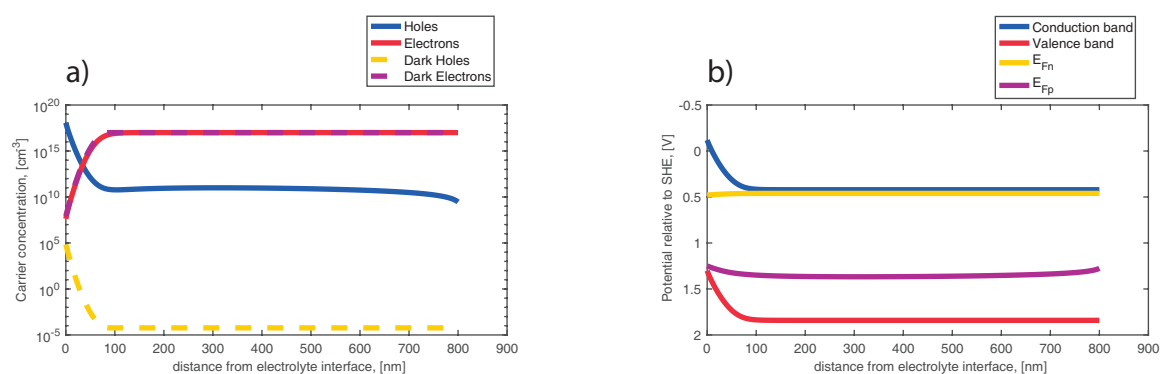 a)
Holes
Electrons
Dark Holes
Dark Electrons
10^20
10^15
10^10
10^5
10^0
10^-5
Carrier concentration, [cm^-3]
0 100 200 300 400 500 600 700 800 900
distance from electrolyte interface, [nm]
b)
Conduction band
Valence band
E_Fn
E_Fp
-0.5
0
0.5
1
1.5
2
Potential relative to SHE, [V]
0 100 200 300 400 500 600 700 800 900
distance from electrolyte interface, [nm]